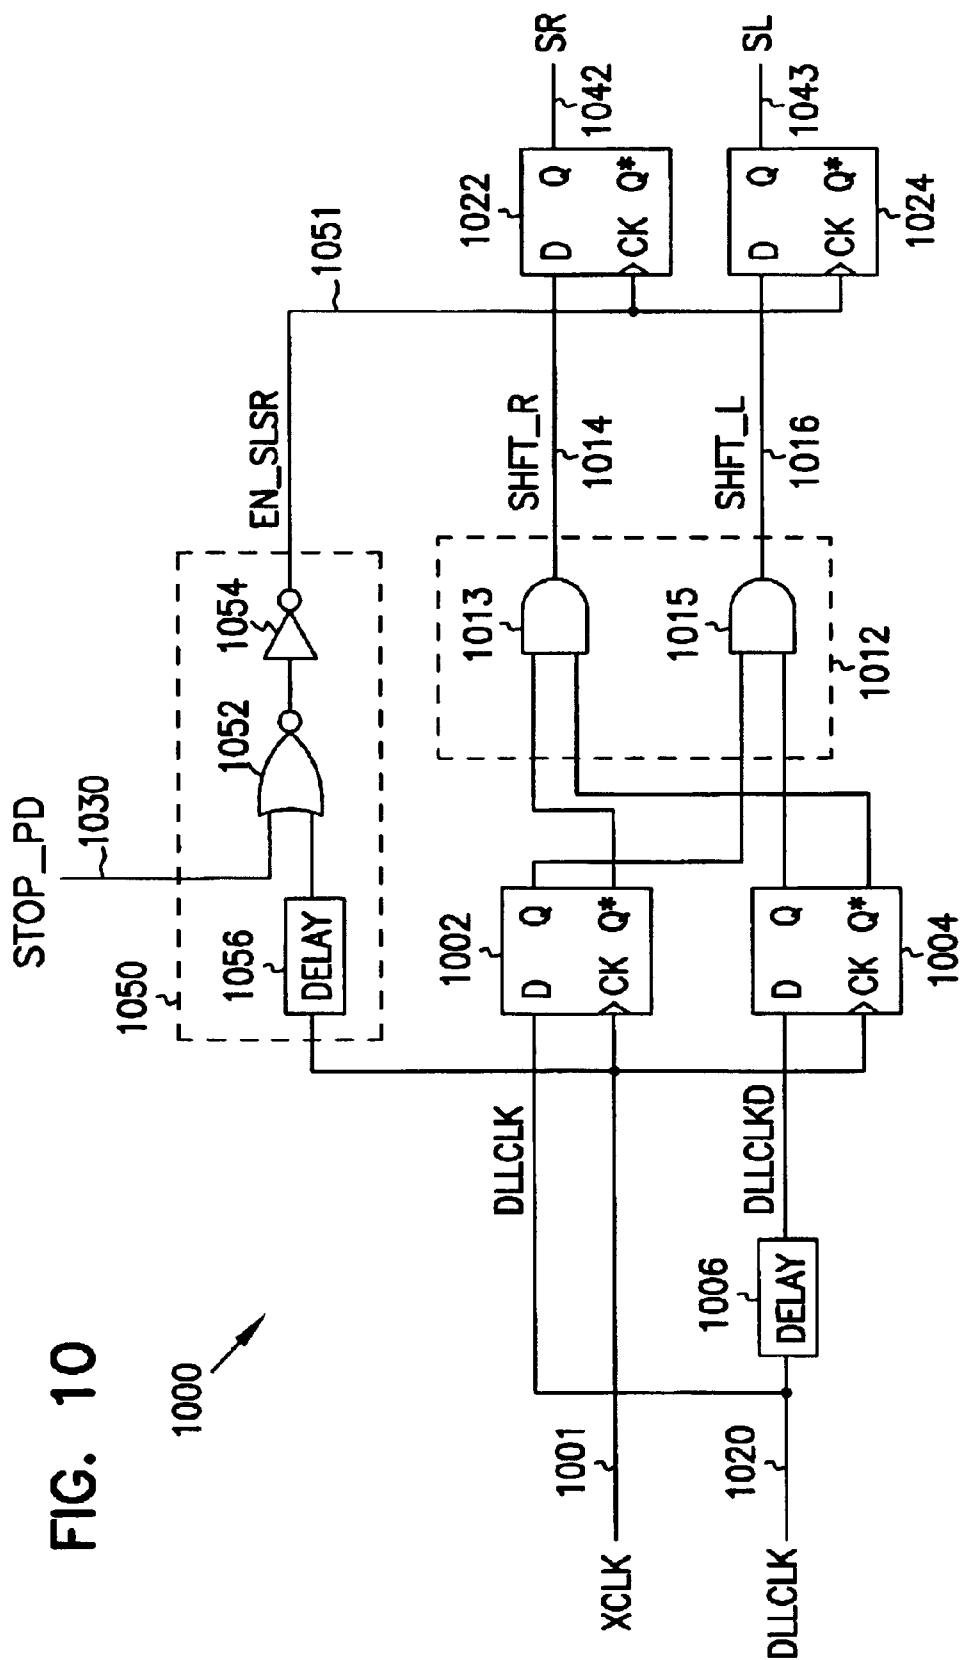 FIG. 10
1000
STOP_PD
1030
1050
1056
DELAY
1052
1054
EN_SLSR
1051
XCLK
1001
DLLCLK
1020
DLLCLK
1006
DELAY
DLLCLKD
1002
D Q
CK Q*
1004
D Q
CK Q*
1013
1015
1012
SHFT_R
1014
SHFT_L
1016
1022
D Q
CK Q*
1024
D Q
CK Q*
1042
SR
1043
SL